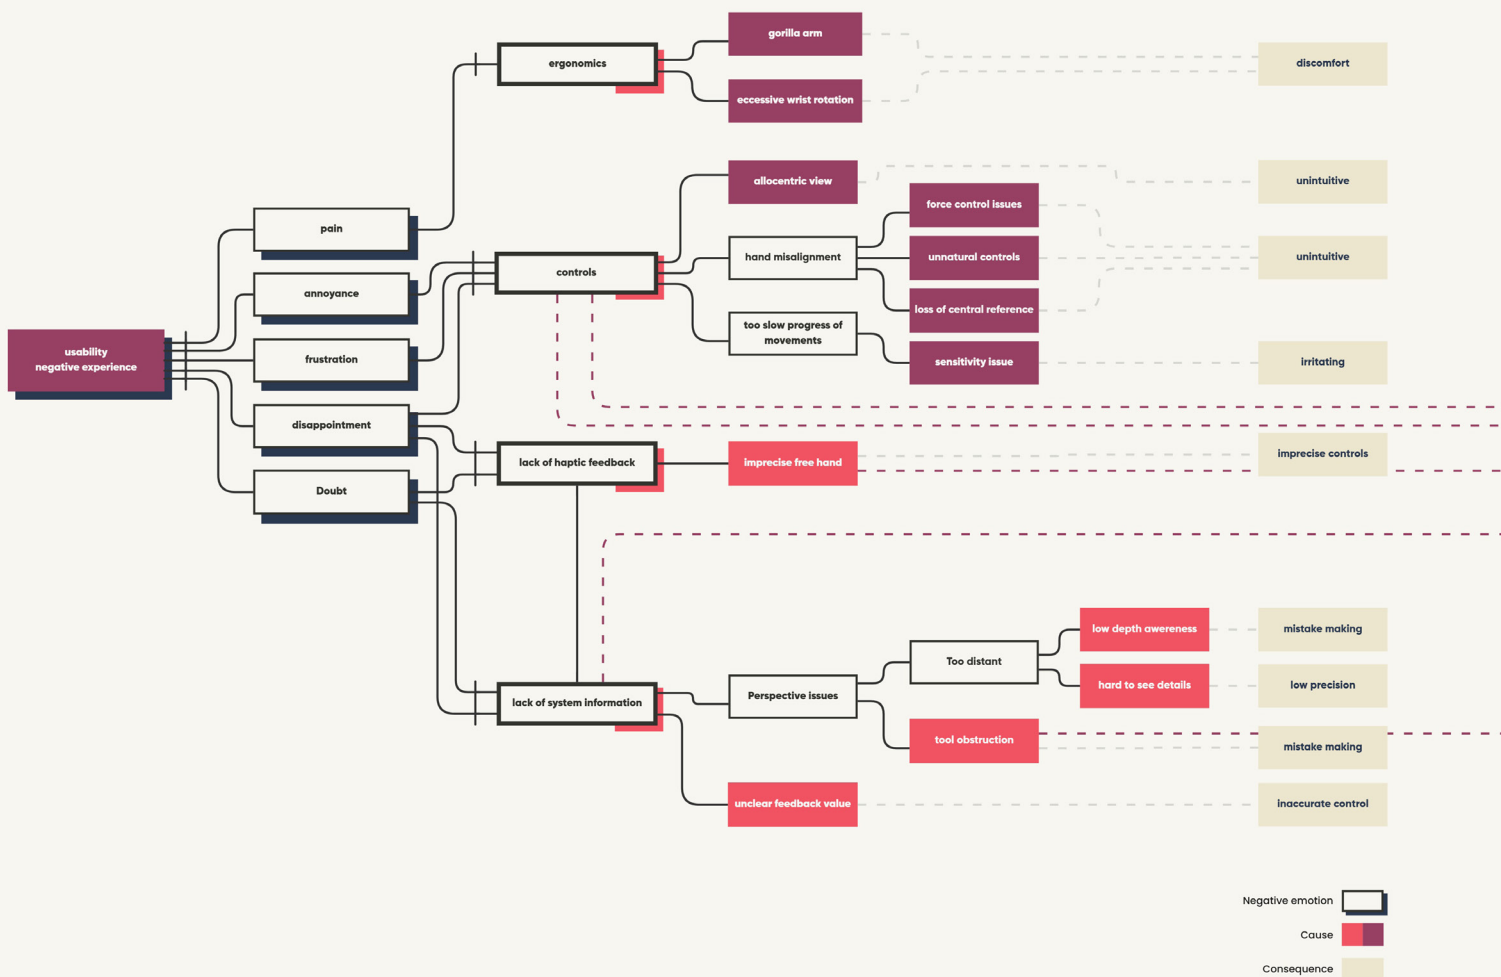 gorilla arm
ergonomics
discomfort
eccessive wrist rotation
allocentric view
unintuitive
force control issues
pain
hand misalignment
unnatural controls
unintuitive
controls
annoyance
loss of central reference
too slow progress of
movements
usability
negative experience
frustration
sensitivity issue
irritating
disappointment
lack of haptic feedback
imprecise free hand
imprecise controls
Doubt
low depth awereness
mistake making
Too distant
hard to see details
low precision
lack of system information
Perspective issues
tool obstruction
mistake making
unclear feedback value
inaccurate control
Negative emotion
Cause
Consequence